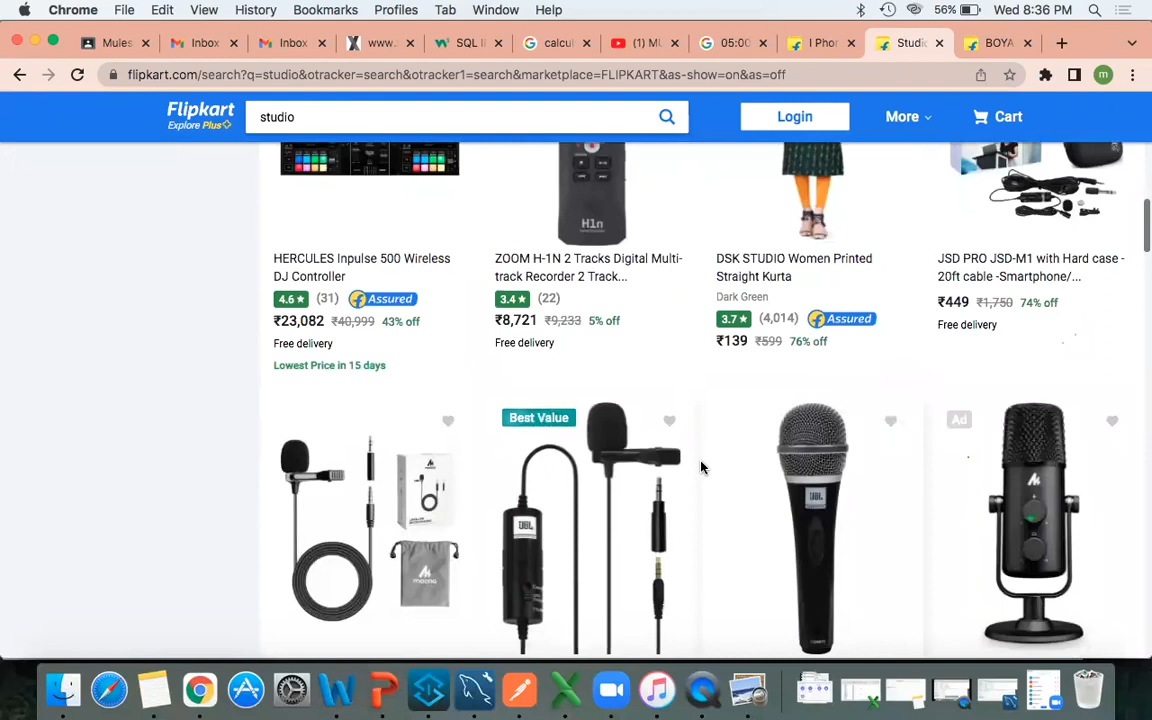 Chrome File Edit View History Bookmarks Profiles Tab Window Help 56% Wed 8:36 PM
Mules Inbox Inbox www. SQL I calcul (1) M 05:00 I Phon Studi BOYA
flipkart.com/search?q=studio&otracker=search&otracker1=search&marketplace=FLIPKART&as-show=on&as=off
m
Flipkart
Explore Plus
studio
Login
More
Cart
H1n
HERCULES Inpulse 500 Wireless
DJ Controller
4.6 ★ (31) Assured
₹23,082 ₹40,999 43% off
Free delivery
Lowest Price in 15 days
ZOOM H-1N 2 Tracks Digital Multi-
track Recorder 2 Track...
3.4 ★ (22)
₹8,721 ₹9,233 5% off
Free delivery
DSK STUDIO Women Printed
Straight Kurta
Dark Green
3.7 ★ (4,014) Assured
₹139 ₹599 76% off
JSD PRO JSD-M1 with Hard case -
20ft cable -Smartphone/...
₹449 ₹1,750 74% off
Free delivery
maono
Best Value
JBL
JBL
Ad